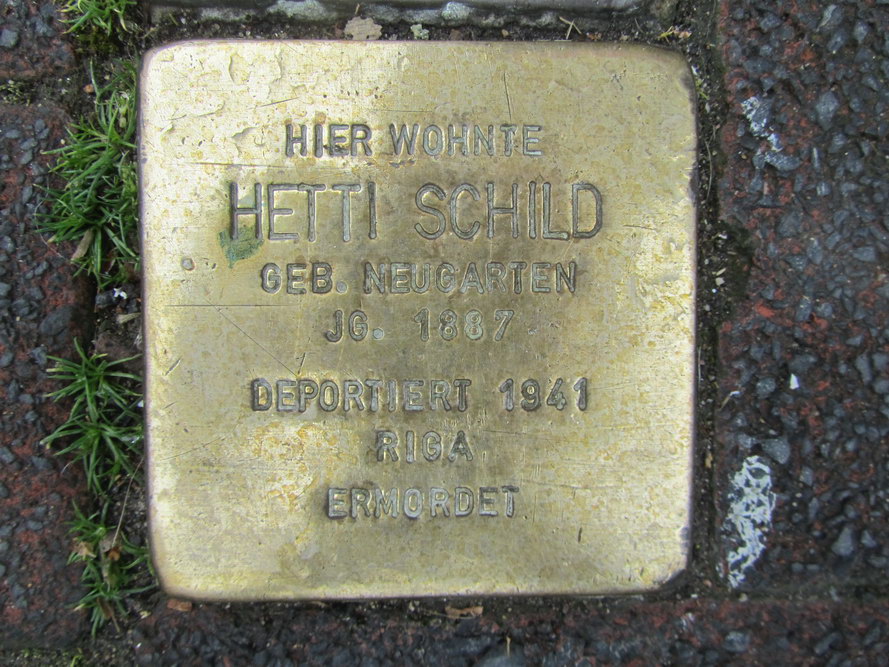 HIER WOHNTE
HETTI SCHILD
GEB. NEUGARTEN
JG. 1887
DEPORTIERT 1941
RIGA
ERMORDET